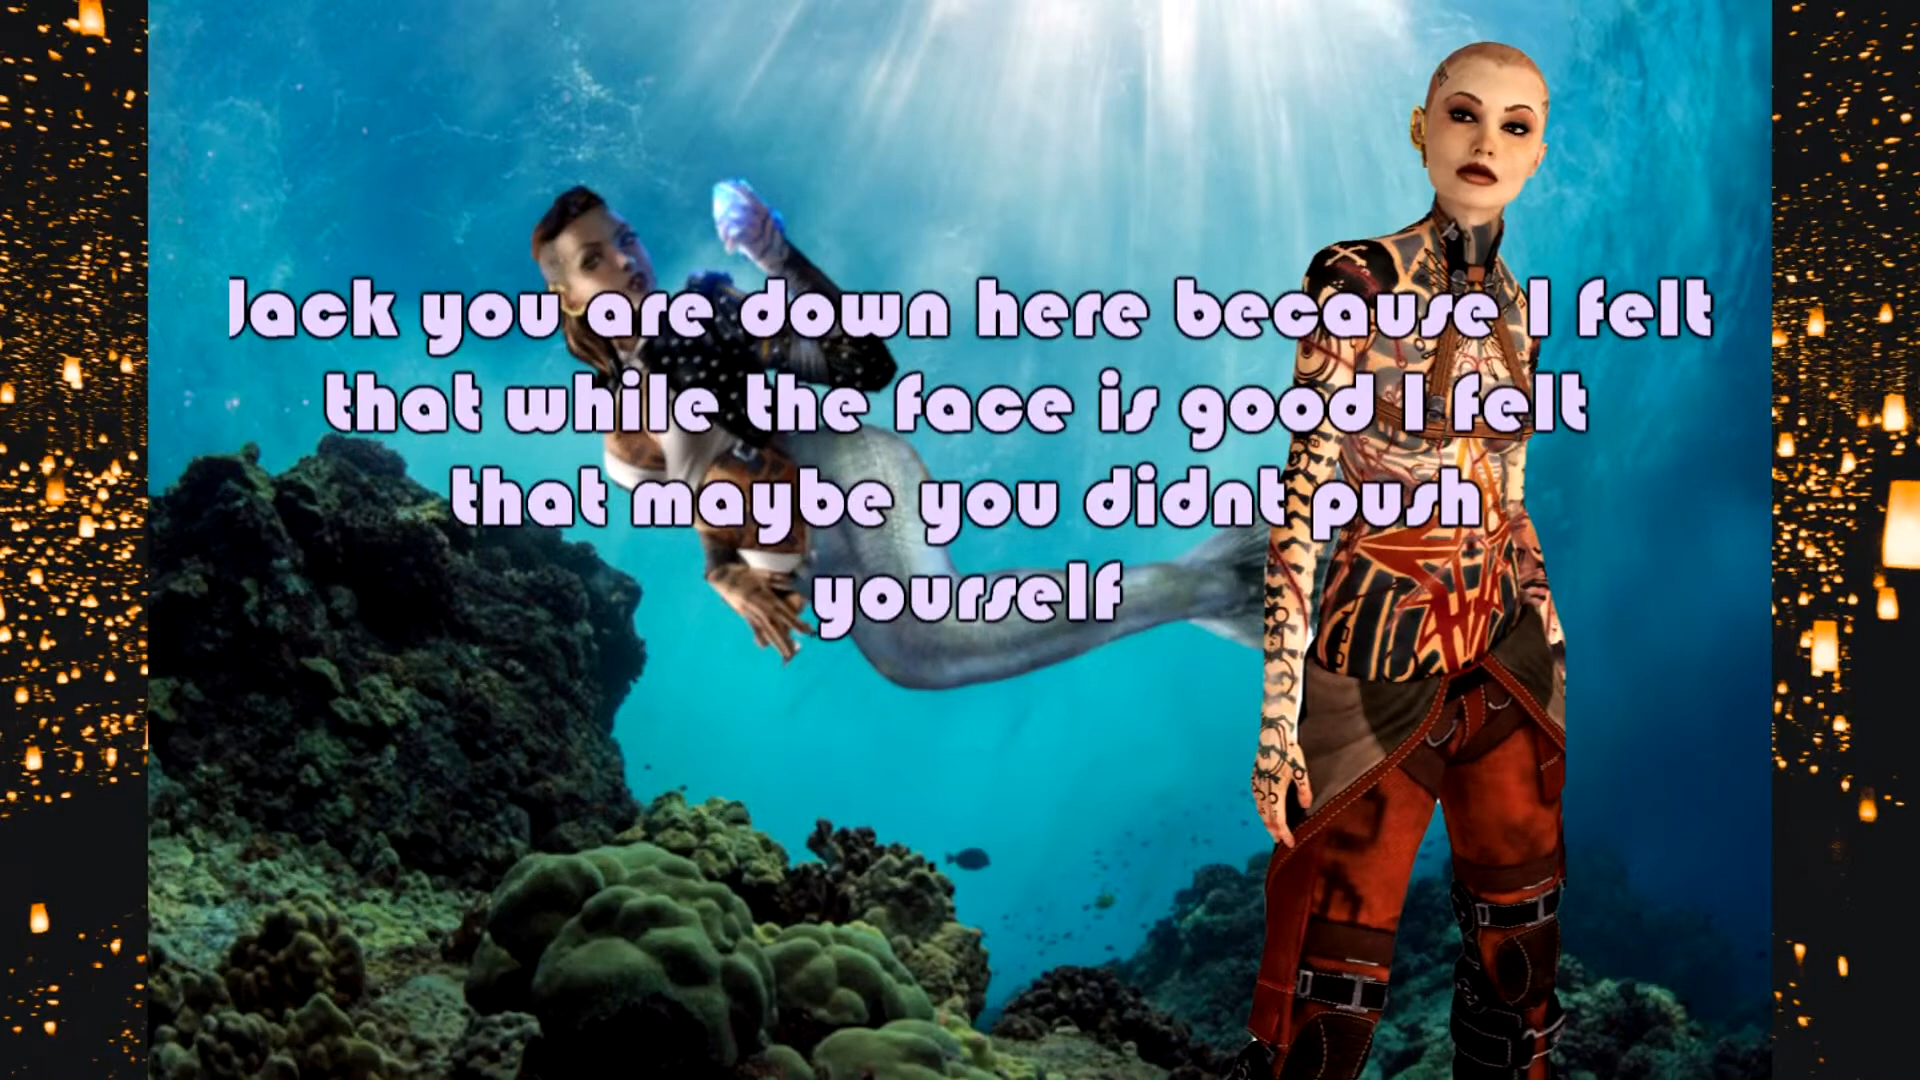 Jack you are down here because I felt
that while the face is good I felt
that maybe you didnt push
yourself